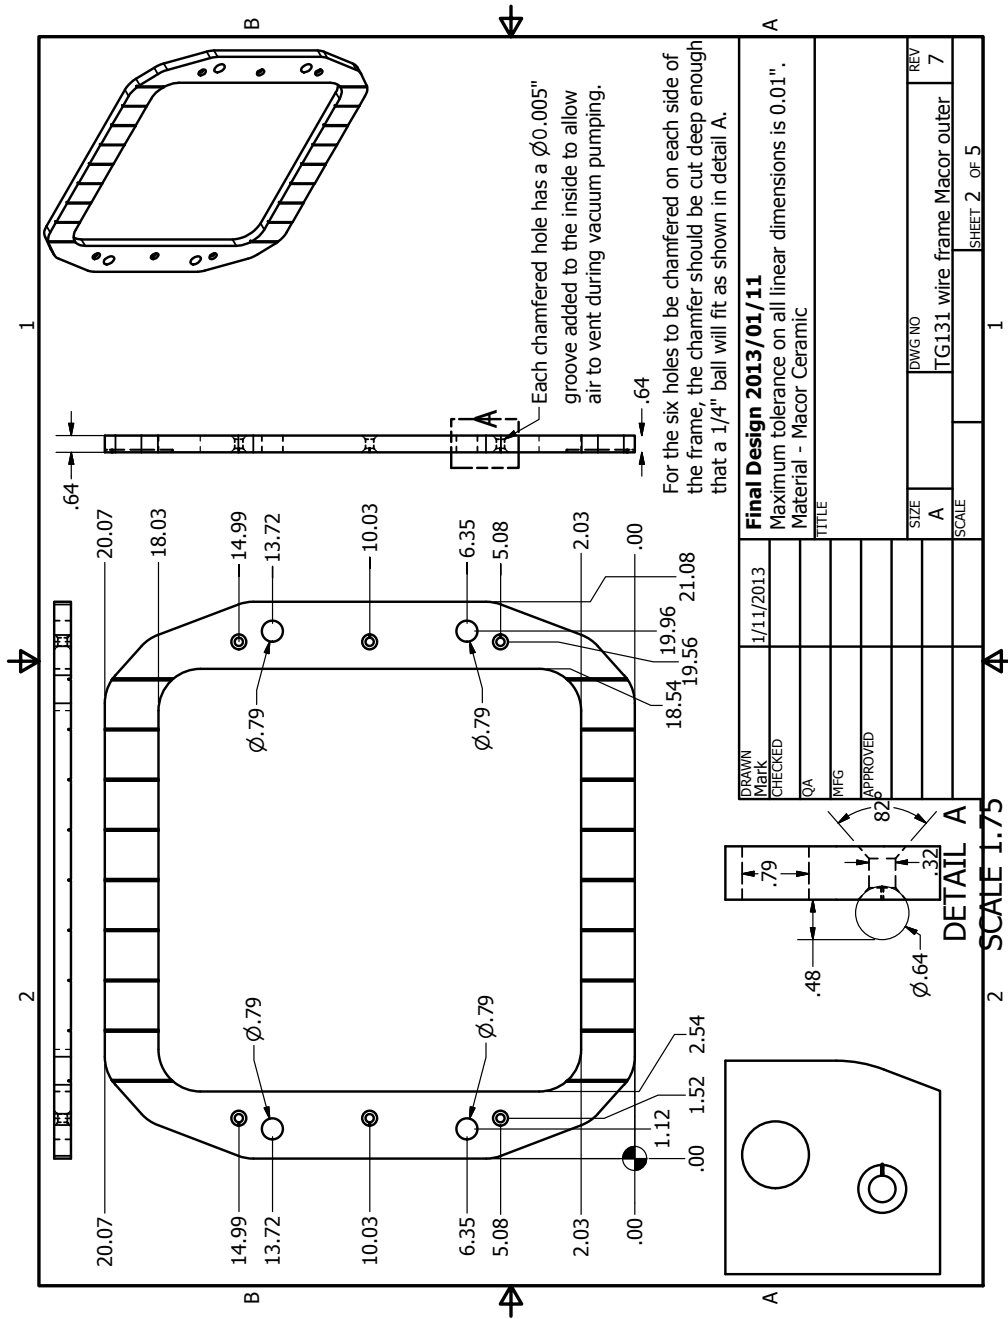 1
2
B
B
.64
20.07
18.03
14.99
13.72
10.03
6.35
5.08
2.03
.00
20.07
14.99
13.72
10.03
6.35
5.08
2.03
.00
Ø.79
Ø.79
Ø.79
Ø.79
.00
1.12
1.52
2.54
18.54
19.56
19.96
21.08
A
.64
Each chamfered hole has a Ø0.005"
groove added to the inside to allow
air to vent during vacuum pumping.
For the six holes to be chamfered on each side of
the frame, the chamfer should be cut deep enough
that a 1/4" ball will fit as shown in detail A.
.48
.79
Ø.64
.32
82°
DETAIL A
SCALE 1.75
A
A
DRAWN
Mark
1/11/2013
CHECKED
QA
MFG
APPROVED
Final Design 2013/01/11
Maximum tolerance on all linear dimensions is 0.01".
Material - Macor Ceramic
TITLE
SIZE
A
DWG NO
TG131 wire frame Macor outer
REV
7
SCALE
SHEET 2 OF 5
2
1